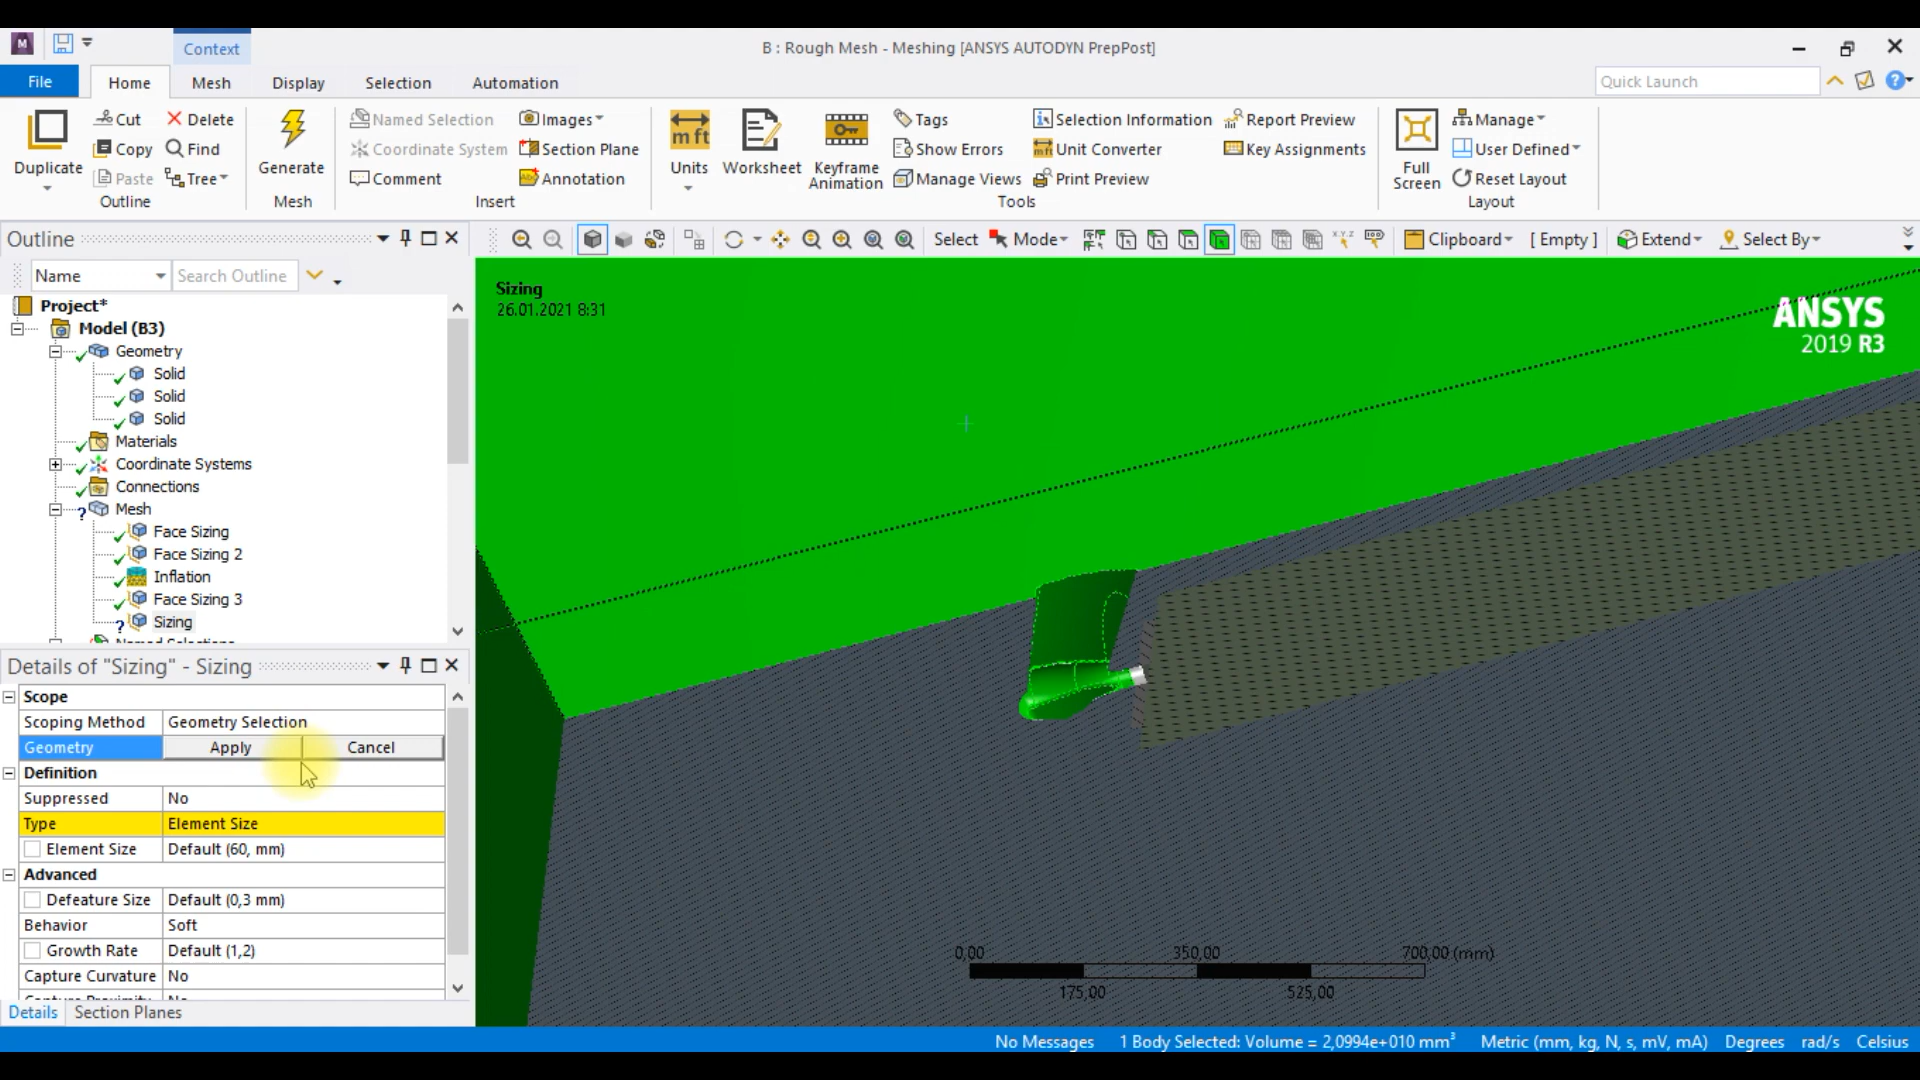 Context
B : Rough Mesh - Meshing [ANSYS AUTODYN PrepPost]
File
Home
Mesh
Display
Selection
Automation
Quick Launch
Duplicate
Cut
Delete
Copy
Find
Paste
Tree
Outline
Generate
Mesh
Named Selection
Coordinate System
Comment
Images
Section Plane
Annotation
Insert
Units
Worksheet
Keyframe Animation
Tags
Show Errors
Manage Views
Selection Information
Unit Converter
Print Preview
Report Preview
Key Assignments
Tools
Full Screen
Manage
User Defined
Reset Layout
Layout
Outline
Select
Mode
Clipboard
[ Empty ]
Extend
Select By
Name
Search Outline
Project*
Model (B3)
Geometry
Solid
Solid
Solid
Materials
Coordinate Systems
Connections
Mesh
Face Sizing
Face Sizing 2
Inflation
Face Sizing 3
Sizing
Details of "Sizing" - Sizing
Scope
Scoping Method Geometry Selection
Geometry Apply Cancel
Definition
Suppressed No
Type Element Size
Element Size Default (60, mm)
Advanced
Defeature Size Default (0,3 mm)
Behavior Soft
Growth Rate Default (1,2)
Capture Curvature No
Details
Section Planes
Sizing
26.01.2021 8:31
ANSYS
2019 R3
0,00
350,00
700,00 (mm)
175,00
525,00
No Messages
1 Body Selected: Volume = 2,0994e+010 mm³
Metric (mm, kg, N, s, mV, mA)
Degrees
rad/s
Celsius